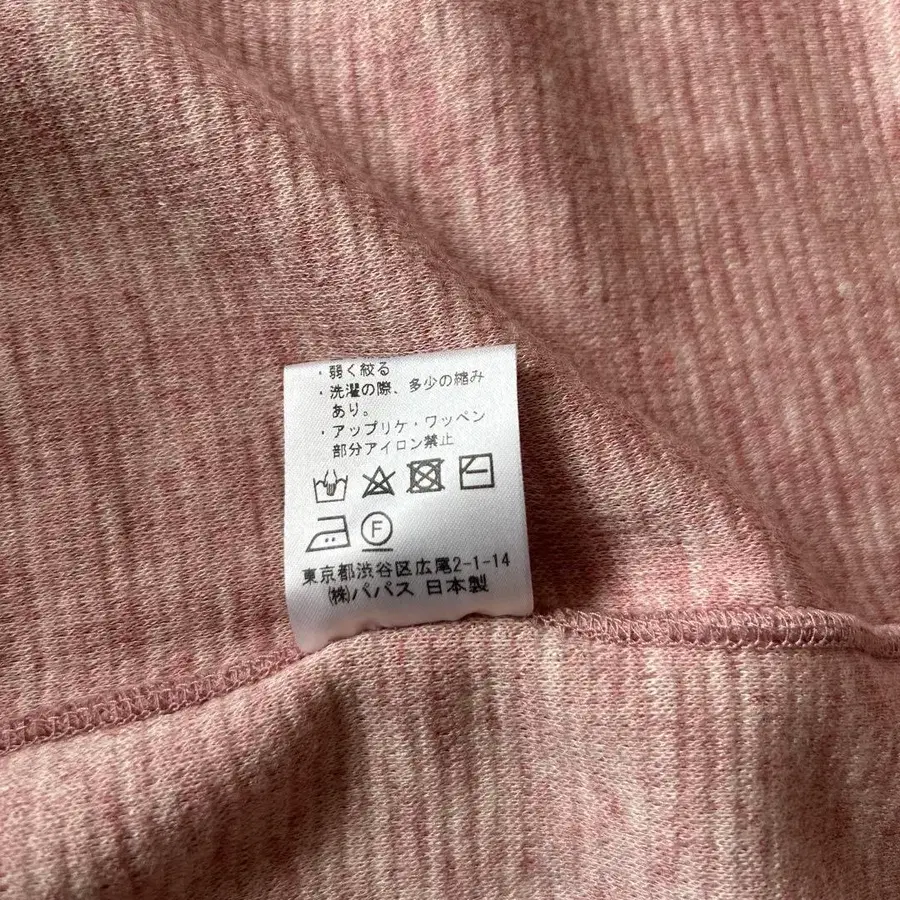 ・弱く絞る
・洗濯の際、多少の縮み
あり。
・アップリケ・ワッペン
部分アイロン禁止
F
東京都渋谷区広尾2-1-14
㈱パパス 日本製